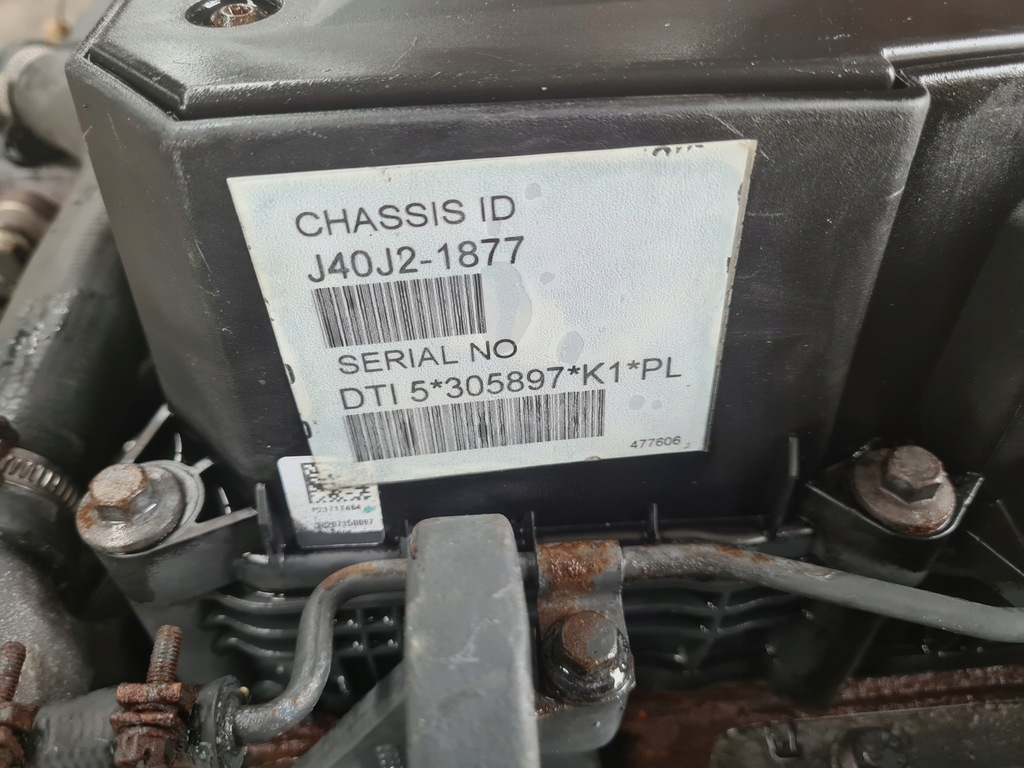 CHASSIS ID
J40J2-1877
SERIAL NO
DTI 5*305897*K1*PL
477606